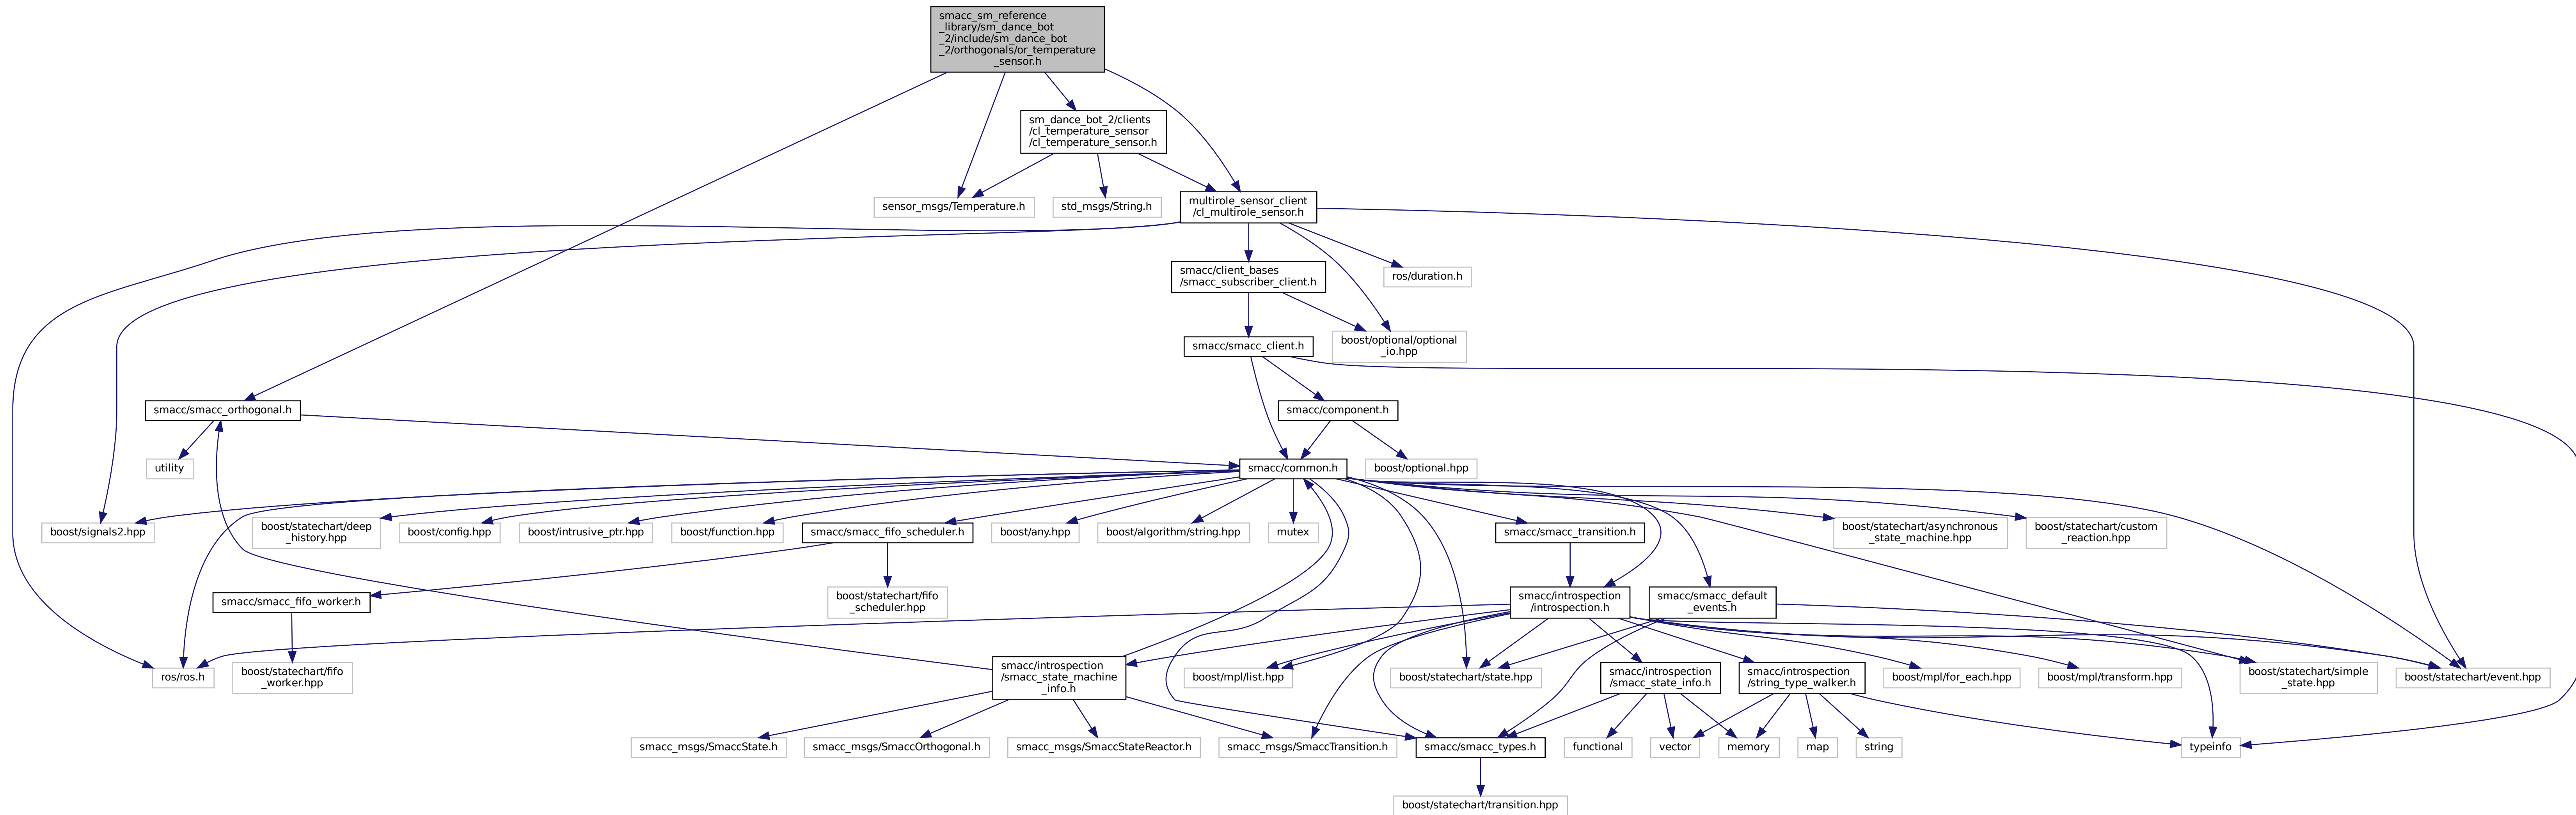 smacc_sm_reference
_library/sm_dance_bot
_2/include/sm_dance_bot
_2/orthogonals/or_temperature
_sensor.h
sm_dance_bot_2/clients
/cl_temperature_sensor
/cl_temperature_sensor.h
sensor_msgs/Temperature.h
std_msgs/String.h
multirole_sensor_client
/cl_multirole_sensor.h
smacc/client_bases
/smacc_subscriber_client.h
ros/duration.h
smacc/smacc_client.h
boost/optional/optional
_io.hpp
smacc/smacc_orthogonal.h
smacc/component.h
utility
smacc/common.h
boost/optional.hpp
boost/signals2.hpp
boost/statechart/deep
_history.hpp
boost/config.hpp
boost/intrusive_ptr.hpp
boost/function.hpp
smacc/smacc_fifo_scheduler.h
boost/any.hpp
boost/algorithm/string.hpp
mutex
smacc/smacc_transition.h
boost/statechart/asynchronous
_state_machine.hpp
boost/statechart/custom
_reaction.hpp
smacc/smacc_fifo_worker.h
boost/statechart/fifo
_scheduler.hpp
smacc/introspection
/introspection.h
smacc/smacc_default
_events.h
ros/ros.h
boost/statechart/fifo
_worker.hpp
smacc/introspection
/smacc_state_machine
_info.h
boost/mpl/list.hpp
boost/statechart/state.hpp
smacc/introspection
/smacc_state_info.h
smacc/introspection
/string_type_walker.h
boost/mpl/for_each.hpp
boost/mpl/transform.hpp
boost/statechart/simple
_state.hpp
boost/statechart/event.hpp
smacc_msgs/SmaccState.h
smacc_msgs/SmaccOrthogonal.h
smacc_msgs/SmaccStateReactor.h
smacc_msgs/SmaccTransition.h
smacc/smacc_types.h
functional
vector
memory
map
string
typeinfo
boost/statechart/transition.hpp